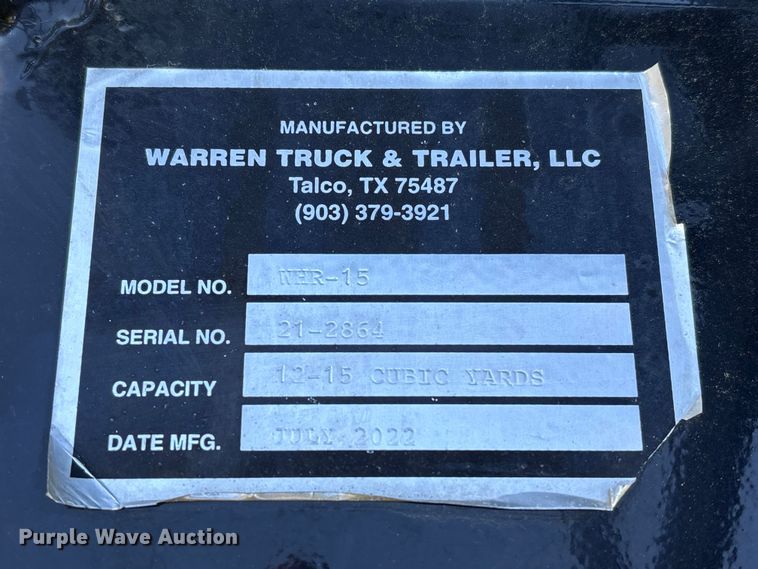 MANUFACTURED BY
WARREN TRUCK & TRAILER, LLC
Talco, TX 75487
(903) 379-3921
MODEL NO. WHR-15
SERIAL NO. 21-2864
CAPACITY 12-15 CUBIC YARDS
DATE MFG. JULY 2022
Purple Wave Auction®